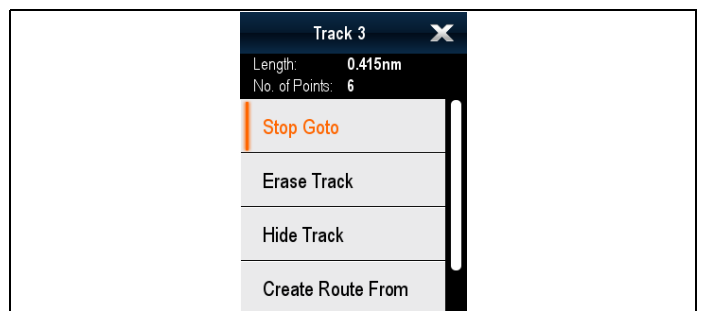 Track 3
Length: 0.415nm
No. of Points: 6
Stop Goto
Erase Track
Hide Track
Create Route From